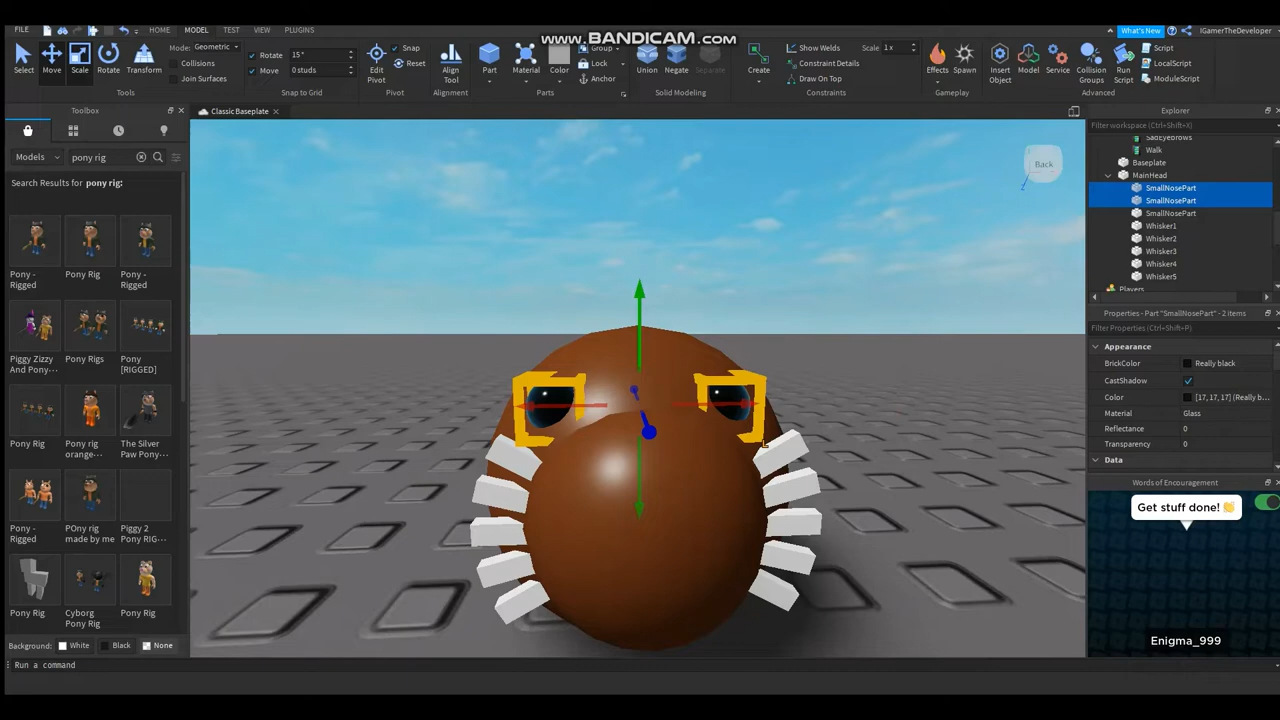 www.BANDICAM.com
FILE HOME MODEL TEST VIEW PLUGINS What's New IGamerTheDeveloper
Select Move Scale Rotate Transform
Mode: Geometric
Collisions
Join Surfaces
Tools
Rotate 15°
Move 0 studs
Snap to Grid
Edit Pivot
Snap
Reset
Pivot
Align Tool
Alignment
Part Material Color
Group
Lock
Anchor
Parts
Union Negate Separate
Solid Modeling
Create
Show Welds
Constraint Details
Draw On Top
Scale 1 x
Constraints
Effects Spawn
Gameplay
Insert Object
Model Service
Collision Groups
Run Script
Script
LocalScript
ModuleScript
Advanced
Toolbox
Models pony rig
Search Results for pony rig:
Pony - Rigged
Pony Rig
Pony - Rigged
Piggy Zizzy And Pony...
Pony Rigs
Pony [RIGGED]
Pony Rig
Pony rig orange-...
The Silver Paw Pony-...
Pony - Rigged
POny rig made by me
Piggy 2 Pony RIG-...
Pony Rig
Cyborg Pony Rig
Pony Rig
Background: White Black None
Run a command
Classic Baseplate
Back
Explorer
Filter workspace (Ctrl+Shift+X)
SadEyebrows
Walk
Baseplate
MainHead
SmallNosePart
SmallNosePart
SmallNosePart
Whisker1
Whisker2
Whisker3
Whisker4
Whisker5
Players
Properties - Part "SmallNosePart" - 2 items
Filter Properties (Ctrl+Shift+P)
Appearance
BrickColor Really black
CastShadow
Color [17, 17, 17] (Really b...
Material Glass
Reflectance 0
Transparency 0
Data
Words of Encouragement
Get stuff done! 👋
Enigma_999